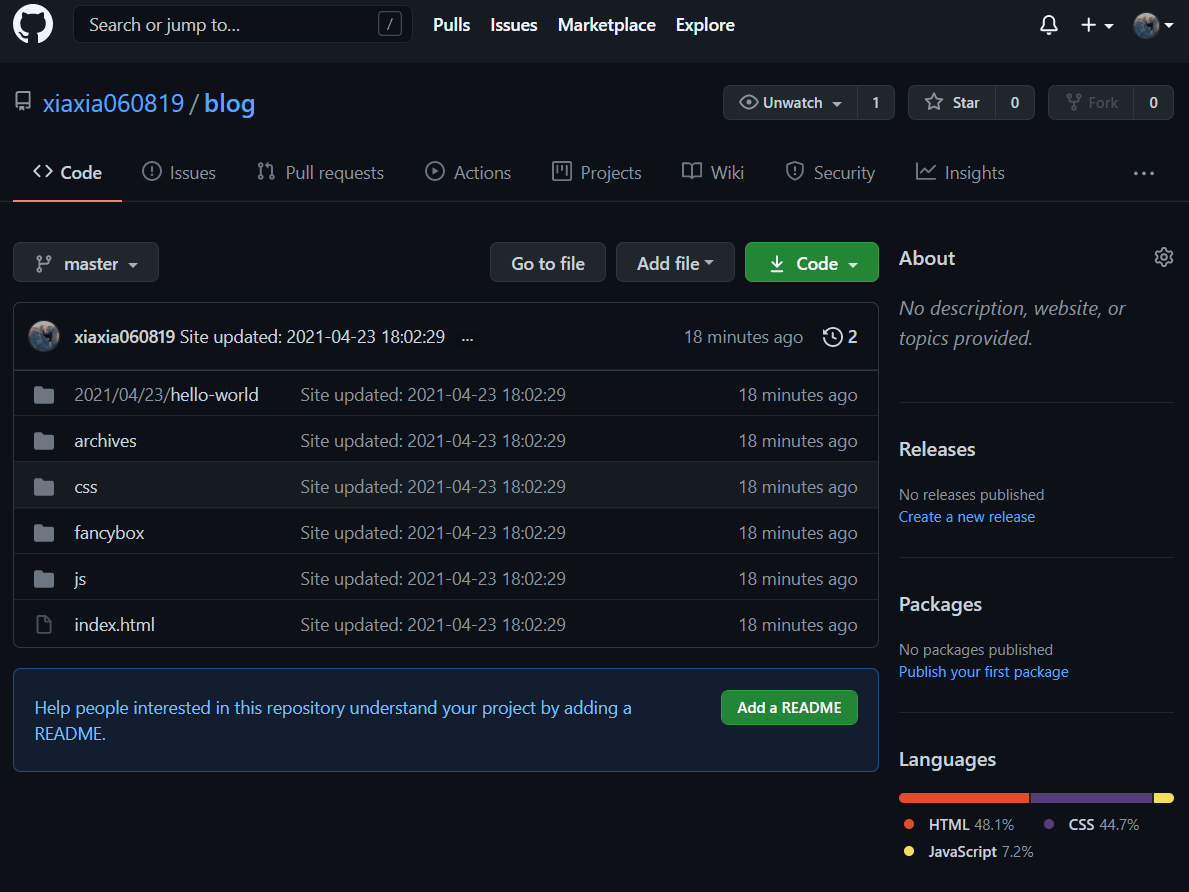 Search or jump to... /
Pulls Issues Marketplace Explore
xiaxia060819 / blog
Unwatch 1 Star 0 Fork 0
Code Issues Pull requests Actions Projects Wiki Security Insights ...
master Go to file Add file Code
xiaxia060819 Site updated: 2021-04-23 18:02:29 ... 18 minutes ago 2
2021/04/23/hello-world Site updated: 2021-04-23 18:02:29 18 minutes ago
archives Site updated: 2021-04-23 18:02:29 18 minutes ago
css Site updated: 2021-04-23 18:02:29 18 minutes ago
fancybox Site updated: 2021-04-23 18:02:29 18 minutes ago
js Site updated: 2021-04-23 18:02:29 18 minutes ago
index.html Site updated: 2021-04-23 18:02:29 18 minutes ago
Help people interested in this repository understand your project by adding a
README.
Add a README
About
No description, website, or
topics provided.
Releases
No releases published
Create a new release
Packages
No packages published
Publish your first package
Languages
HTML 48.1% CSS 44.7%
JavaScript 7.2%